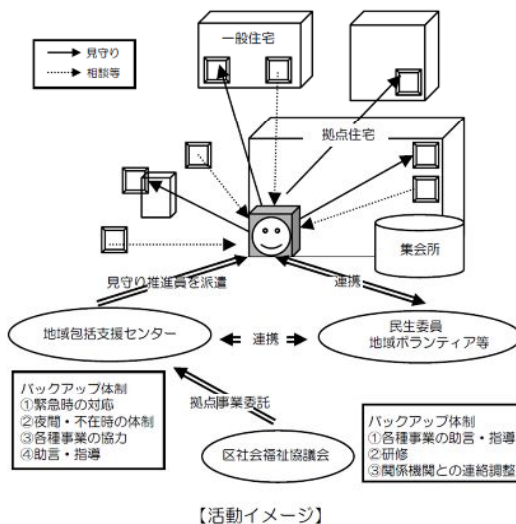 見守り
相談等
一般住宅
拠点住宅
集会所
見守り推進員を派遣
連携
地域包括支援センター
連携
民生委員
地域ボランティア等
バックアップ体制
①緊急時の対応
②夜間・不在時の体制
③各種事業の協力
④助言・指導
拠点事業委託
区社会福祉協議会
バックアップ体制
①各種事業の助言・指導
②研修
③関係機関との連絡調整
【活動イメージ】